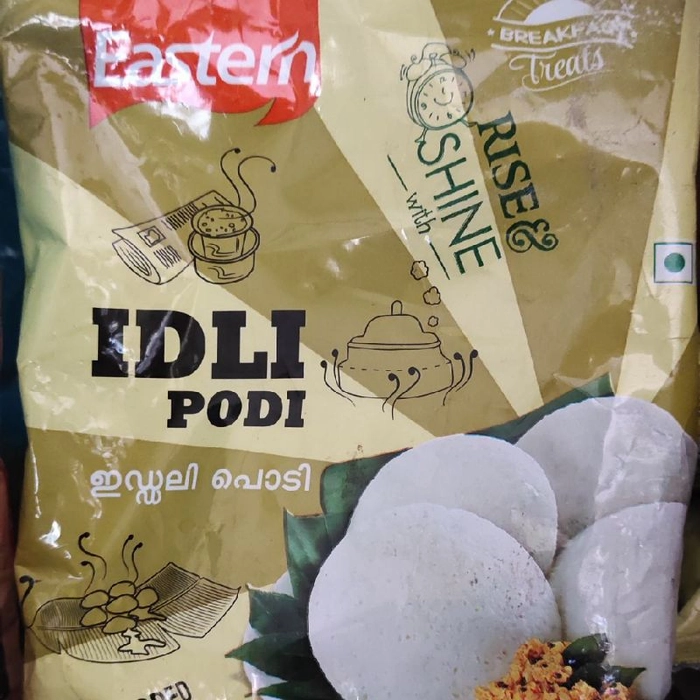 Eastern
BREAKFAST
Treats
RISE &
SHINE
with
IDLI
PODI
ഇഡ്ഡലി പൊടി